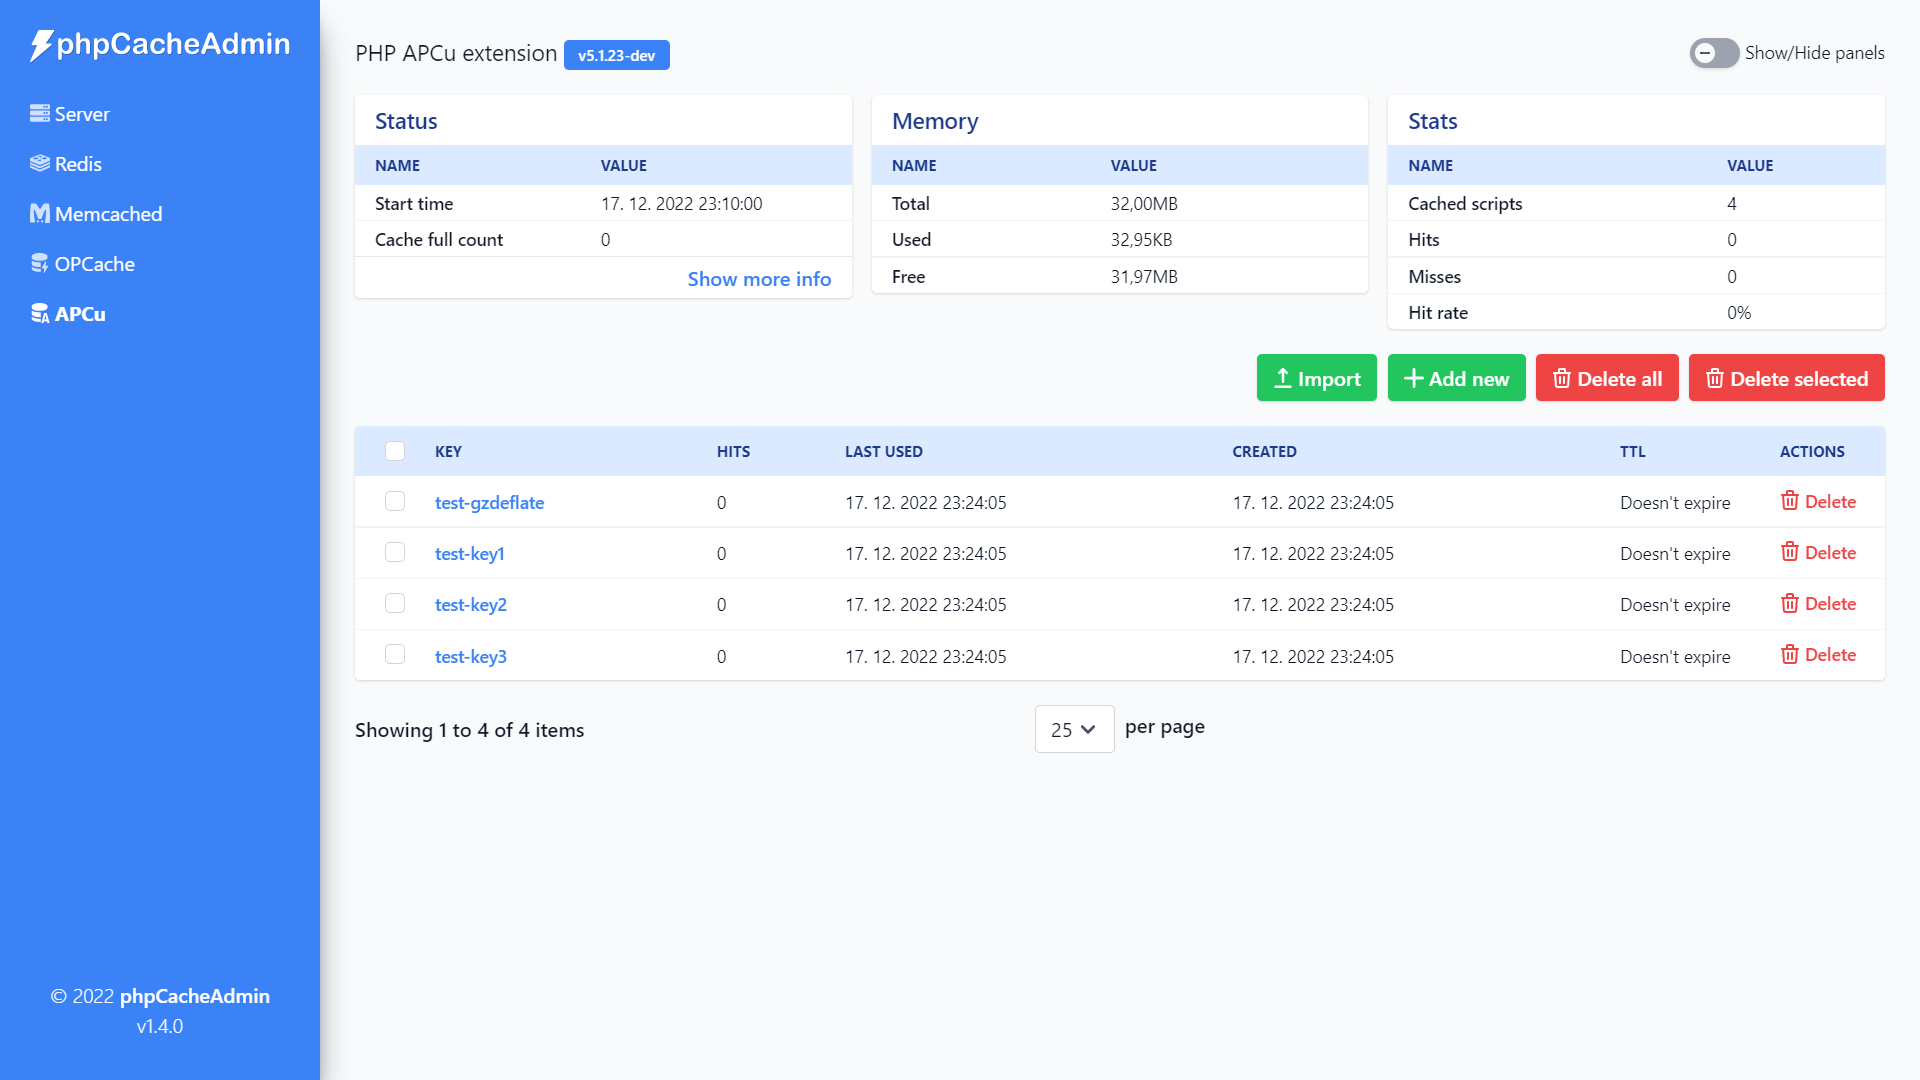 phpCacheAdmin
Server
Redis
Memcached
OPCache
APCu
© 2022 phpCacheAdmin
v1.4.0
PHP APCu extension v5.1.23-dev
Show/Hide panels
Status
NAME VALUE
Start time 17. 12. 2022 23:10:00
Cache full count 0
Show more info
Memory
NAME VALUE
Total 32,00MB
Used 32,95KB
Free 31,97MB
Stats
NAME VALUE
Cached scripts 4
Hits 0
Misses 0
Hit rate 0%
Import Add new Delete all Delete selected
KEY HITS LAST USED CREATED TTL ACTIONS
test-gzdeflate 0 17. 12. 2022 23:24:05 17. 12. 2022 23:24:05 Doesn't expire Delete
test-key1 0 17. 12. 2022 23:24:05 17. 12. 2022 23:24:05 Doesn't expire Delete
test-key2 0 17. 12. 2022 23:24:05 17. 12. 2022 23:24:05 Doesn't expire Delete
test-key3 0 17. 12. 2022 23:24:05 17. 12. 2022 23:24:05 Doesn't expire Delete
Showing 1 to 4 of 4 items 25 per page